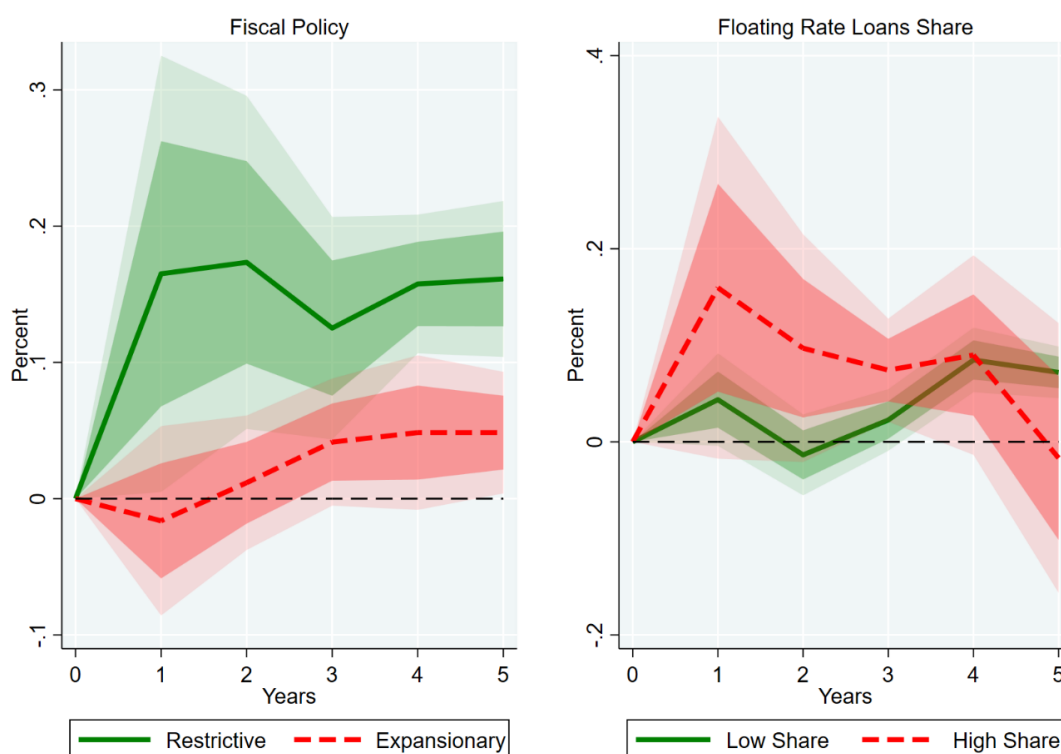 Fiscal Policy
Percent
.3
.2
.1
0
-.1
0 1 2 3 4 5
Years
Restrictive Expansionary
Floating Rate Loans Share
Percent
.4
.2
0
-.2
0 1 2 3 4 5
Years
Low Share High Share